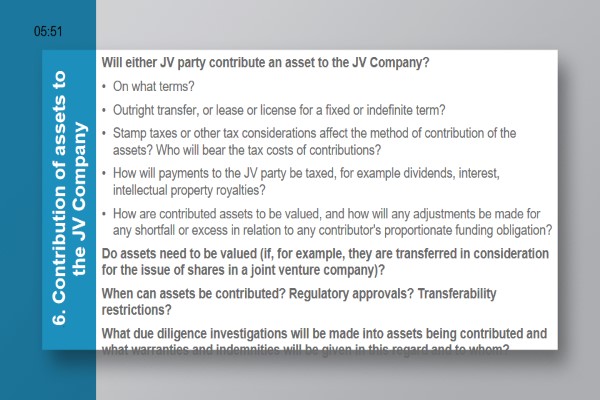 05:51
6. Contribution of assets to
the JV Company
Will either JV party contribute an asset to the JV Company?
• On what terms?
• Outright transfer, or lease or license for a fixed or indefinite term?
• Stamp taxes or other tax considerations affect the method of contribution of the
assets? Who will bear the tax costs of contributions?
• How will payments to the JV party be taxed, for example dividends, interest,
intellectual property royalties?
• How are contributed assets to be valued, and how will any adjustments be made for
any shortfall or excess in relation to any contributor's proportionate funding obligation?
Do assets need to be valued (if, for example, they are transferred in consideration
for the issue of shares in a joint venture company)?
When can assets be contributed? Regulatory approvals? Transferability
restrictions?
What due diligence investigations will be made into assets being contributed and
what warranties and indemnities will be given in this regard and to whom?